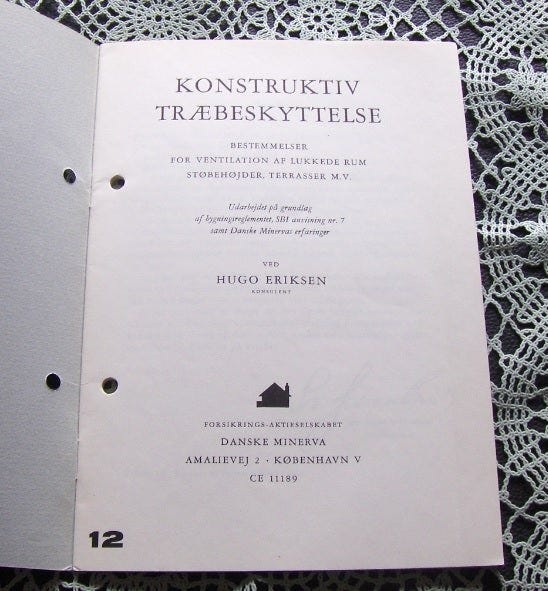 KONSTRUKTIV
TRÆBESKYTTELSE
BESTEMMELSER
FOR VENTILATION AF LUKKEDE RUM
STØBEHØJDER, TERRASSER M.V.
Udarbejdet på grundlag
af bygningsreglementet, SBI anvisning nr. 7
samt Danske Minervas erfaringer
VED
HUGO ERIKSEN
KONSULENT
FORSIKRINGS-AKTIESELSKABET
DANSKE MINERVA
AMALIEVEJ 2 · KØBENHAVN V
CE 11189
12